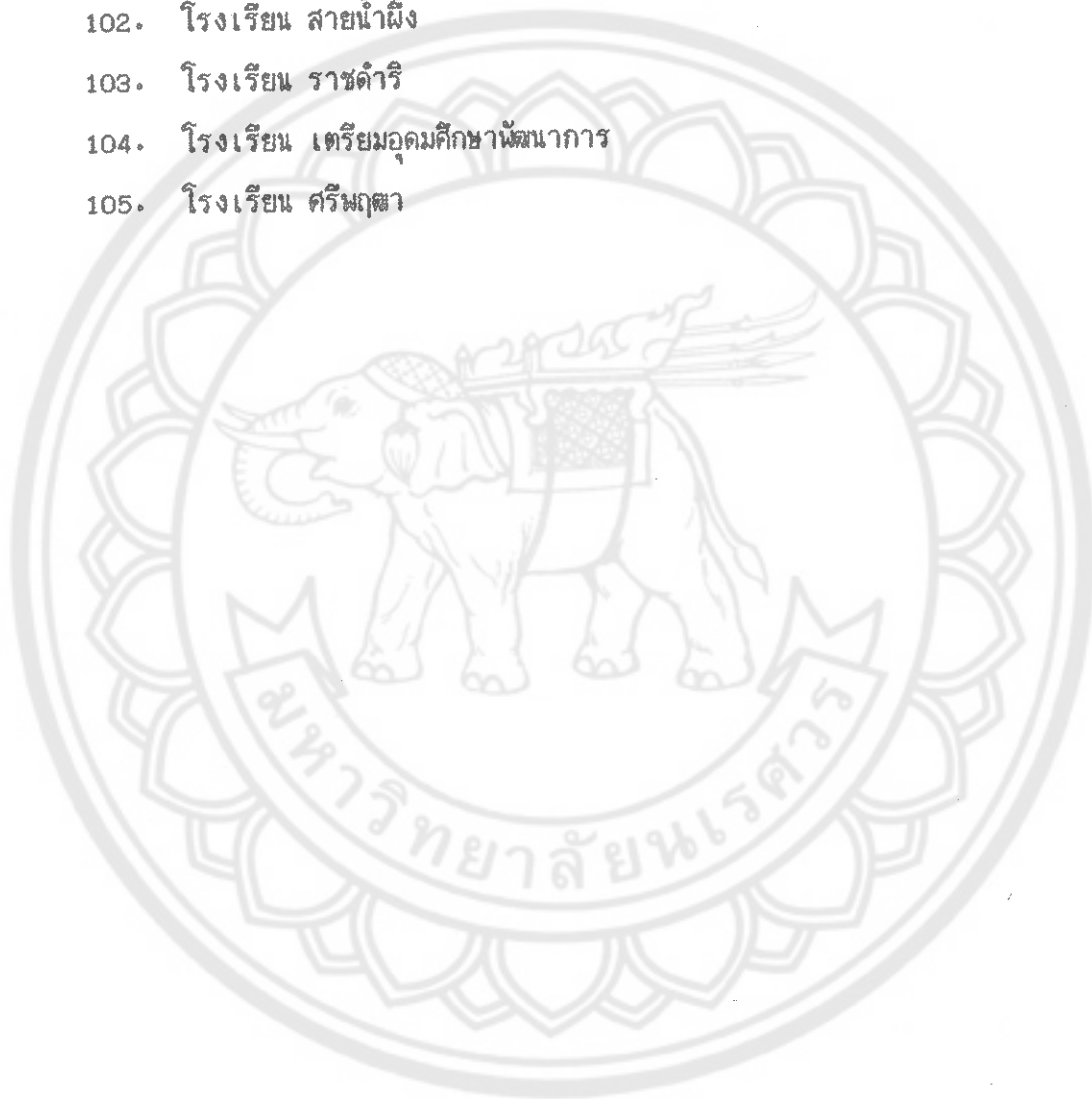 102. โรงเรียน สายน้ำผึ้ง
103. โรงเรียน ราชดำริ
104. โรงเรียน เตรียมอุดมศึกษาพัฒนาการ
105. โรงเรียน ศรีพฤฒา
มหาวิทยาลัยนเรศวร